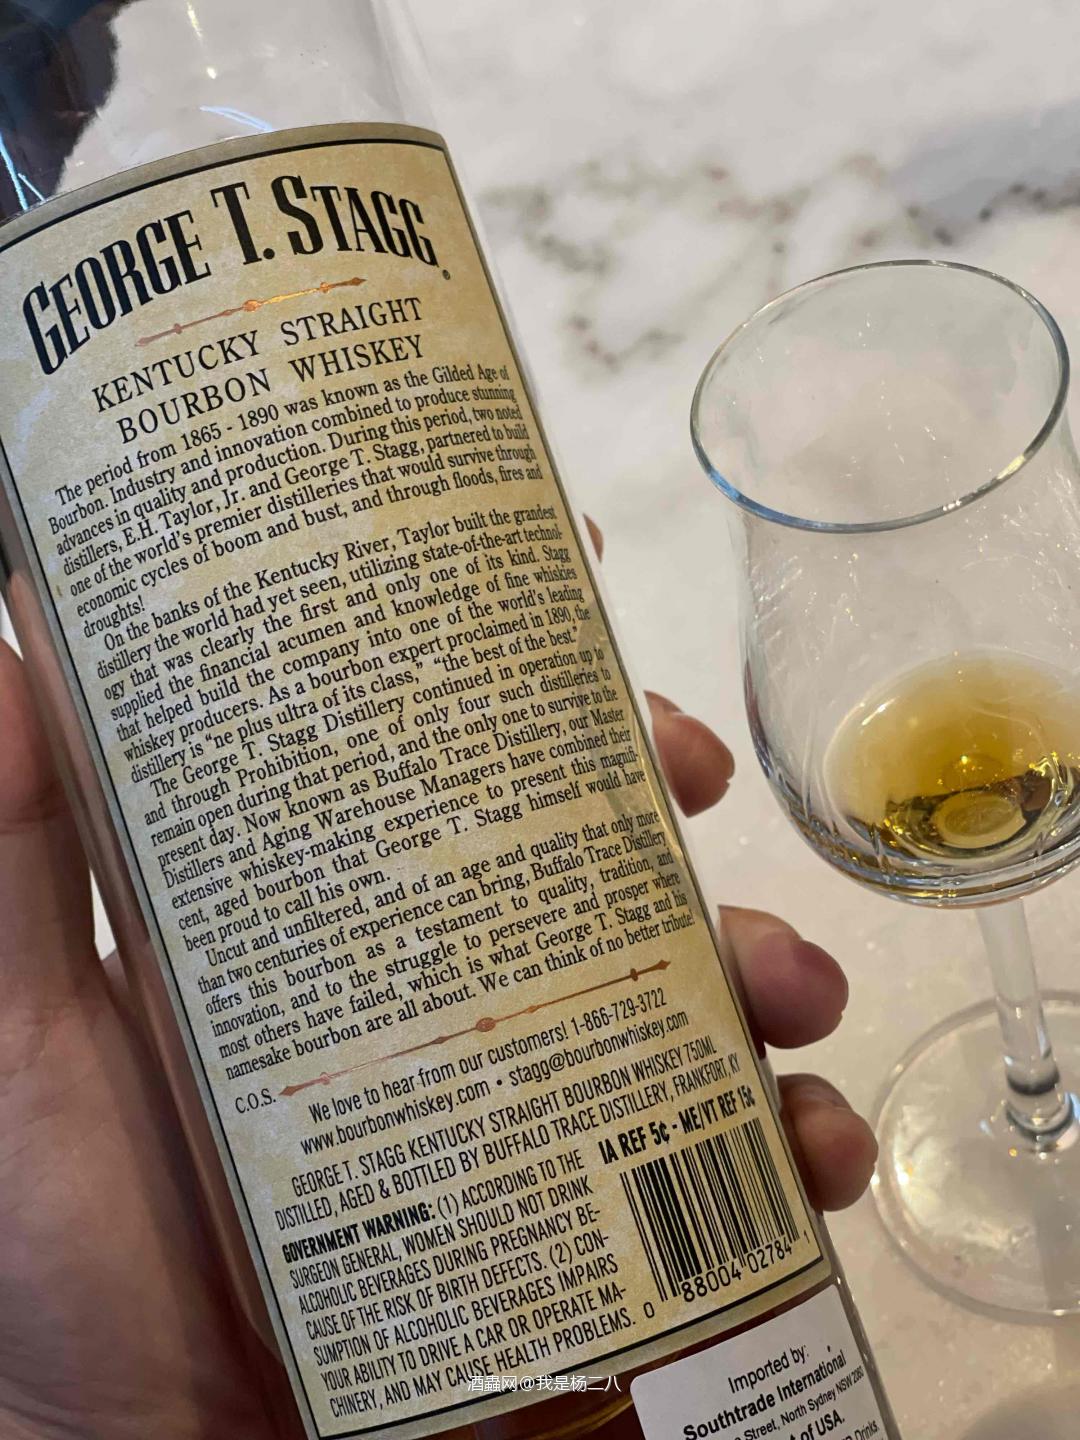 GEORGE T. STAGG®
KENTUCKY STRAIGHT
BOURBON WHISKEY
The period from 1865 - 1890 was known as the Gilded Age of
Bourbon. Industry and innovation combined to produce stunning
advances in quality and production. During this period, two noted
distillers, E.H. Taylor, Jr. and George T. Stagg, partnered to build
one of the world's premier distilleries that would survive through
economic cycles of boom and bust, and through floods, fires and
droughts!
On the banks of the Kentucky River, Taylor built the grandest
distillery the world had yet seen, utilizing state-of-the-art technol-
ogy that was clearly the first and only one of its kind. Stagg
supplied the financial acumen and knowledge of fine whiskies
that helped build the company into one of the world's leading
whiskey producers. As a bourbon expert proclaimed in 1890, the
distillery is "ne plus ultra of its class," "the best of the best."
The George T. Stagg Distillery continued in operation up to
and through Prohibition, one of only four such distilleries to
remain open during that period, and the only one to survive to the
present day. Now known as Buffalo Trace Distillery, our Master
Distillers and Aging Warehouse Managers have combined their
extensive whiskey-making experience to present this magnifi-
cent, aged bourbon that George T. Stagg himself would have
been proud to call his own.
Uncut and unfiltered, and of an age and quality that only more
than two centuries of experience can bring, Buffalo Trace Distillery
offers this bourbon as a testament to quality, tradition, and
innovation, and to the struggle to persevere and prosper where
most others have failed, which is what George T. Stagg and his
namesake bourbon are all about. We can think of no better tribute!
C.O.S.
We love to hear from our customers! 1-866-729-3722
www.bourbonwhiskey.com • stagg@bourbonwhiskey.com
GEORGE T. STAGG KENTUCKY STRAIGHT BOURBON WHISKEY 750ML
DISTILLED, AGED & BOTTLED BY BUFFALO TRACE DISTILLERY, FRANKFORT, KY
GOVERNMENT WARNING: (1) ACCORDING TO THE
SURGEON GENERAL, WOMEN SHOULD NOT DRINK
ALCOHOLIC BEVERAGES DURING PREGNANCY BE-
CAUSE OF THE RISK OF BIRTH DEFECTS. (2) CON-
SUMPTION OF ALCOHOLIC BEVERAGES IMPAIRS
YOUR ABILITY TO DRIVE A CAR OR OPERATE MA-
CHINERY, AND MAY CAUSE HEALTH PROBLEMS.
IA REF 5¢ - ME/VT REF 15¢
0 88004 02784 1
Imported by:
Southtrade International
Street, North Sydney NSW 2060
of USA.
Drinks.
酒蟲网@我是杨二八